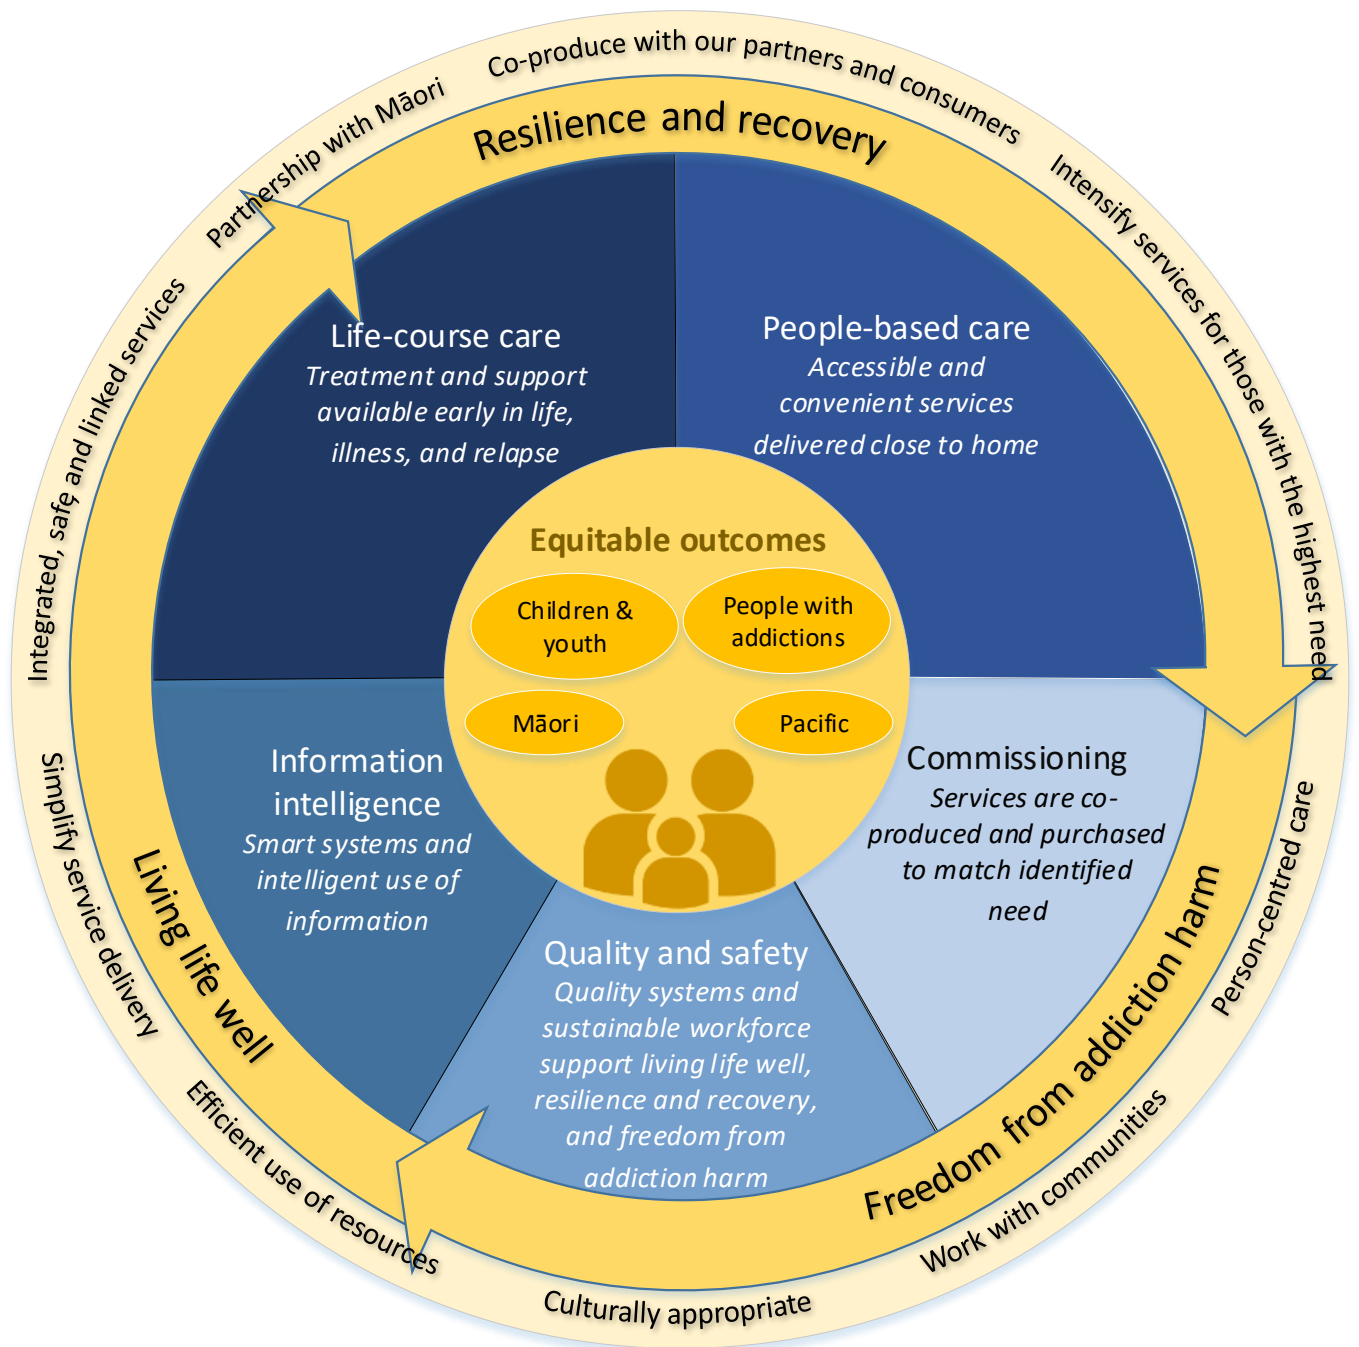 Co-produce with our partners and consumers
Intensify services for those with the highest need
Person-centred care
Work with communities
Culturally appropriate
Efficient use of resources
Simplify service delivery
Integrated, safe, and linked services
Partnership with Māori
Resilience and recovery
Freedom from addiction harm
Living life well
Life-course care
Treatment and support
available early in life,
illness, and relapse
People-based care
Accessible and
convenient services
delivered close to home
Commissioning
Services are co-
produced and purchased
to match identified
need
Quality and safety
Quality systems and
sustainable workforce
support living life well,
resilience and recovery,
and freedom from
addiction harm
Information
intelligence
Smart systems and
intelligent use of
information
Equitable outcomes
Children &
youth
People with
addictions
Māori
Pacific